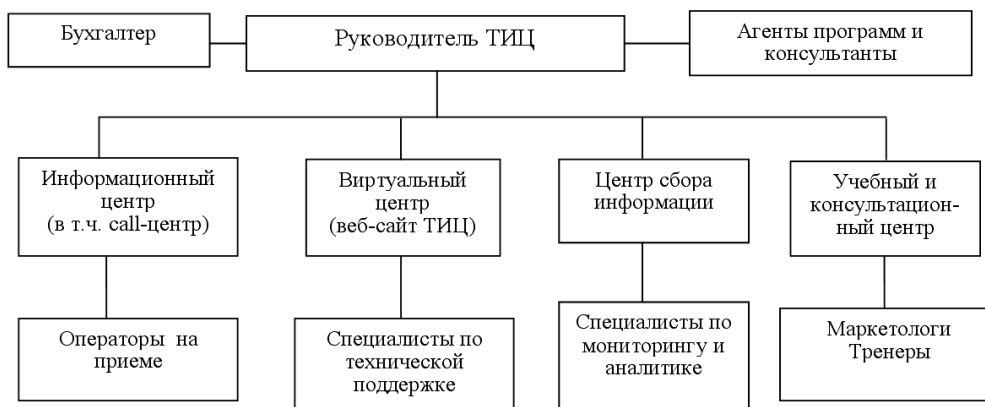 Бухгалтер
Руководитель ТИЦ
Агенты программ и
консультанты
Информационный
центр
(в т.ч. call-центр)
Виртуальный
центр
(веб-сайт ТИЦ)
Центр сбора
информации
Учебный и
консультацион-
ный центр
Операторы на
приеме
Специалисты по
технической
поддержке
Специалисты по
мониторингу и
аналитике
Маркетологи
Тренеры